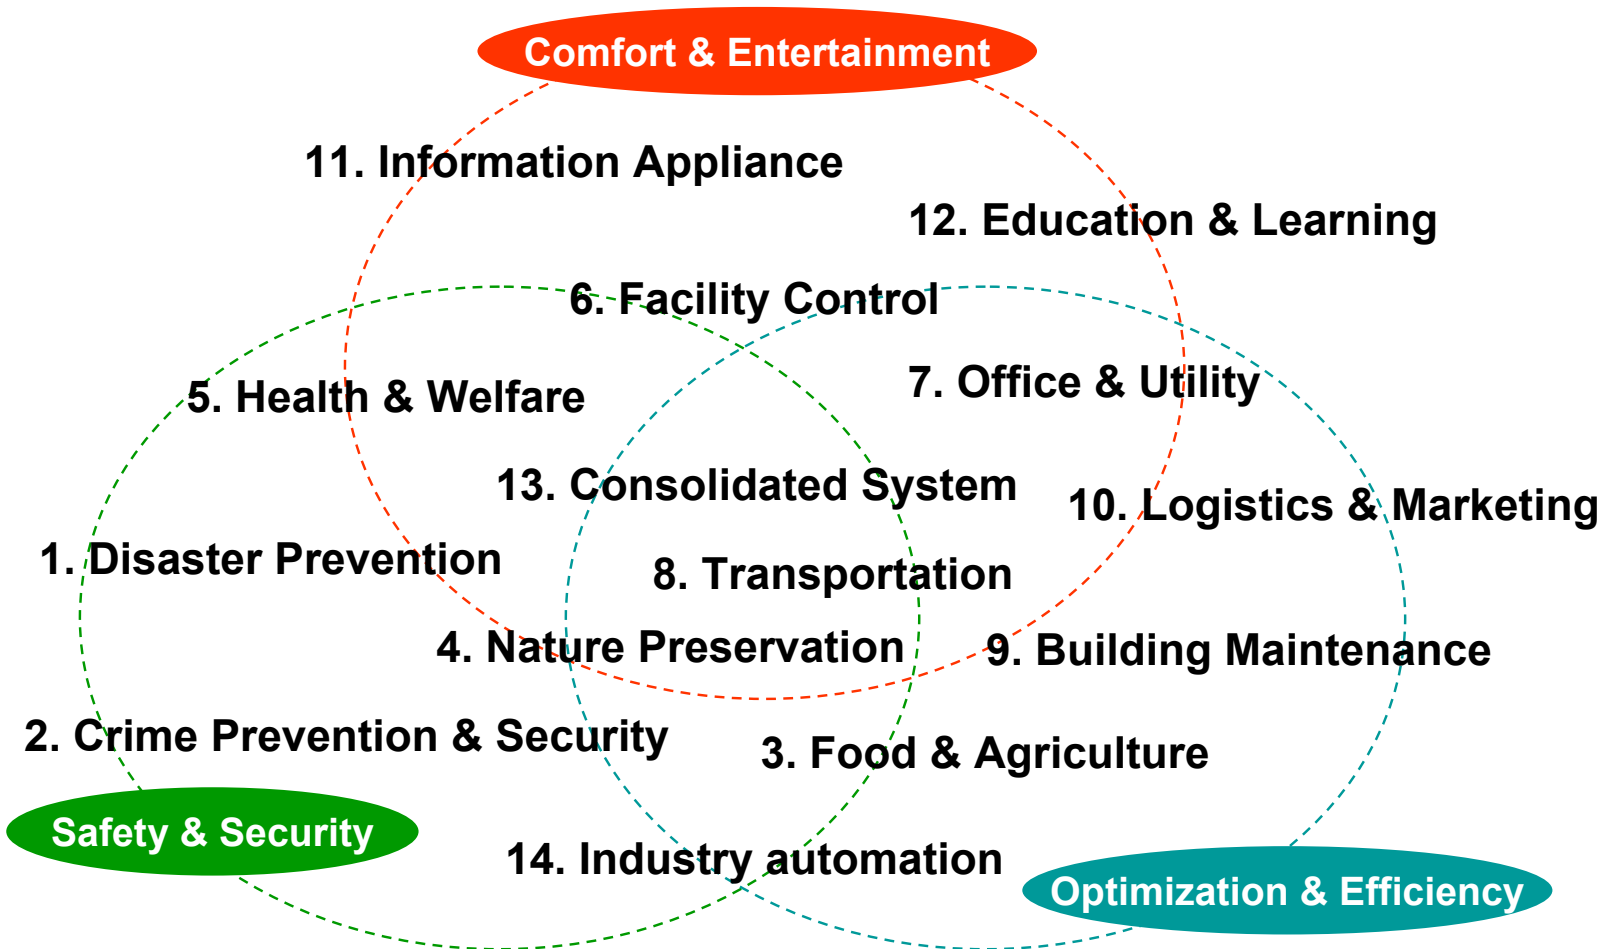 Comfort & Entertainment
11. Information Appliance
12. Education & Learning
6. Facility Control
7. Office & Utility
5. Health & Welfare
13. Consolidated System
10. Logistics & Marketing
1. Disaster Prevention
8. Transportation
4. Nature Preservation
9. Building Maintenance
2. Crime Prevention & Security
3. Food & Agriculture
Safety & Security
14. Industry automation
Optimization & Efficiency